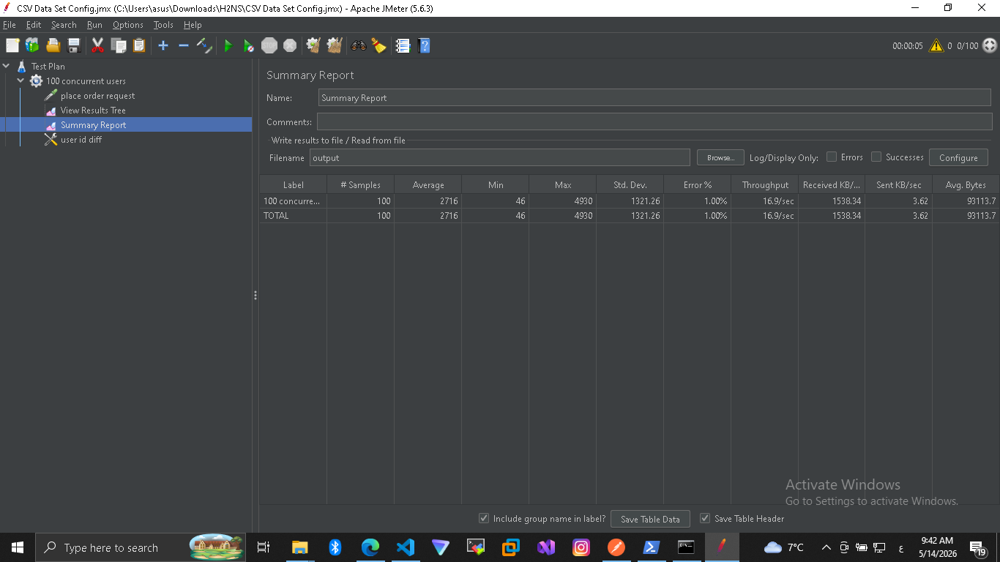 CSV Data Set Config.jmx (C:\Users\asus\Downloads\H2NS\CSV Data Set Config.jmx) - Apache JMeter (5.6.3)
File Edit Search Run Options Tools Help
STOP
00:00:05 0 0/100
Test Plan
100 concurrent users
place order request
View Results Tree
Summary Report
user id diff
Summary Report
Name: Summary Report
Comments:
Write results to file / Read from file
Filename output Browse... Log/Display Only: Errors Successes Configure
Label # Samples Average Min Max Std. Dev. Error % Throughput Received KB/... Sent KB/sec Avg. Bytes
100 concurre... 100 2716 46 4930 1321.26 1.00% 16.9/sec 1538.34 3.62 93113.7
TOTAL 100 2716 46 4930 1321.26 1.00% 16.9/sec 1538.34 3.62 93113.7
Activate Windows
Go to Settings to activate Windows.
Include group name in label? Save Table Data Save Table Header
Type here to search
7°C
ع
9:42 AM
5/14/2026
19